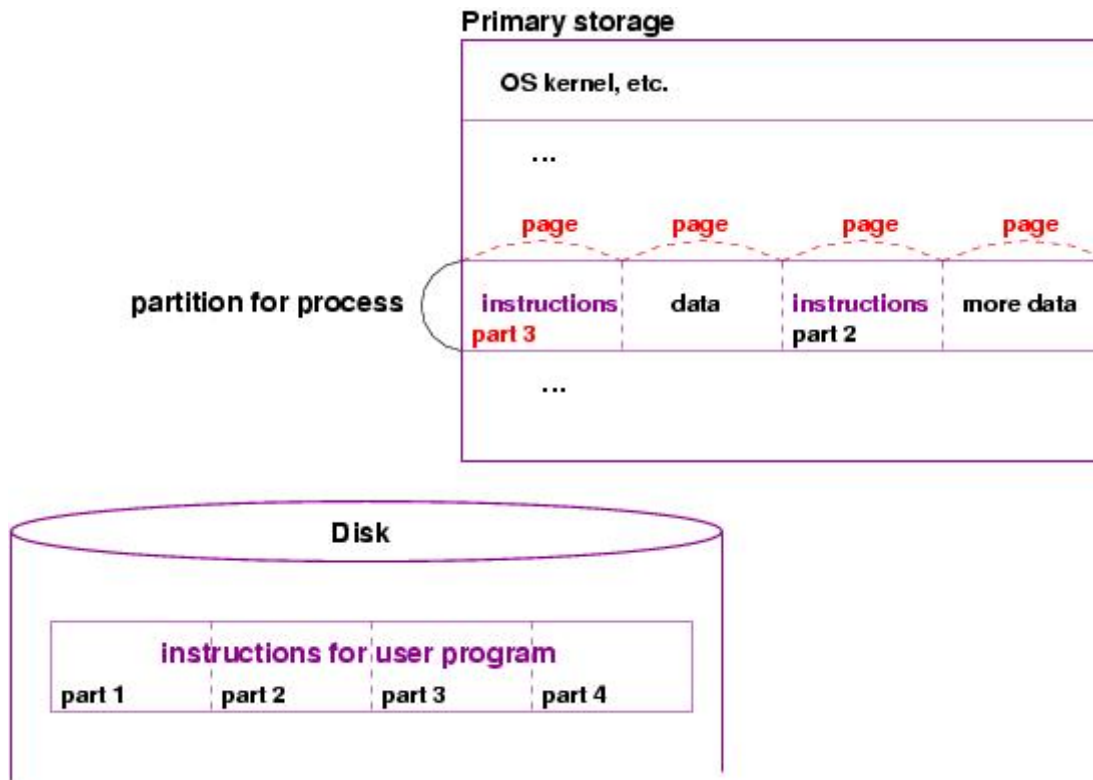 Primary storage
OS kernel, etc.
...
page page page page
partition for process
instructions data instructions more data
part 3 part 2
...
Disk
instructions for user program
part 1 part 2 part 3 part 4